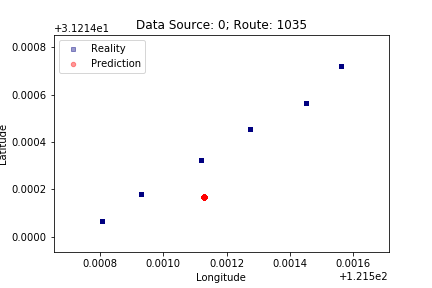 Data Source: 0; Route: 1035
+3.1214e1
Reality
Prediction
0.0008
0.0006
0.0004
0.0002
0.0000
Latitude
0.0008 0.0010 0.0012 0.0014 0.0016
Longitude
+1.215e2